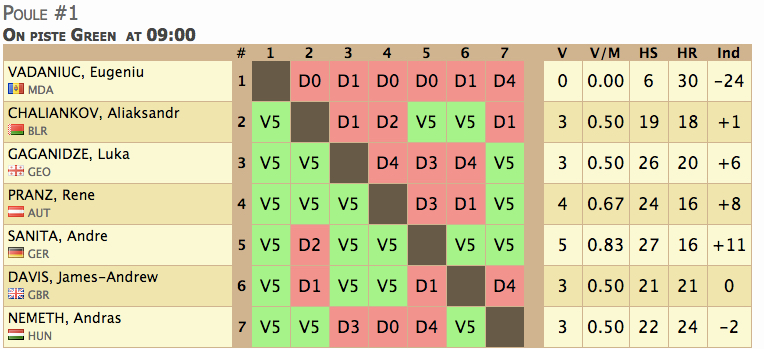 POULE #1
ON PISTE GREEN AT 09:00
# 1 2 3 4 5 6 7 V V/M HS HR Ind
VADANIUC, Eugeniu
MDA
1 D0 D1 D0 D0 D1 D4 0 0.00 6 30 -24
CHALIANKOV, Aliaksandr
BLR
2 V5 D1 D2 V5 V5 D1 3 0.50 19 18 +1
GAGANIDZE, Luka
GEO
3 V5 V5 D4 D3 D4 V5 3 0.50 26 20 +6
PRANZ, Rene
AUT
4 V5 V5 V5 D3 D1 V5 4 0.67 24 16 +8
SANITA, Andre
GER
5 V5 D2 V5 V5 V5 V5 5 0.83 27 16 +11
DAVIS, James-Andrew
GBR
6 V5 D1 V5 V5 D1 D4 3 0.50 21 21 0
NEMETH, Andras
HUN
7 V5 V5 D3 D0 D4 V5 3 0.50 22 24 -2